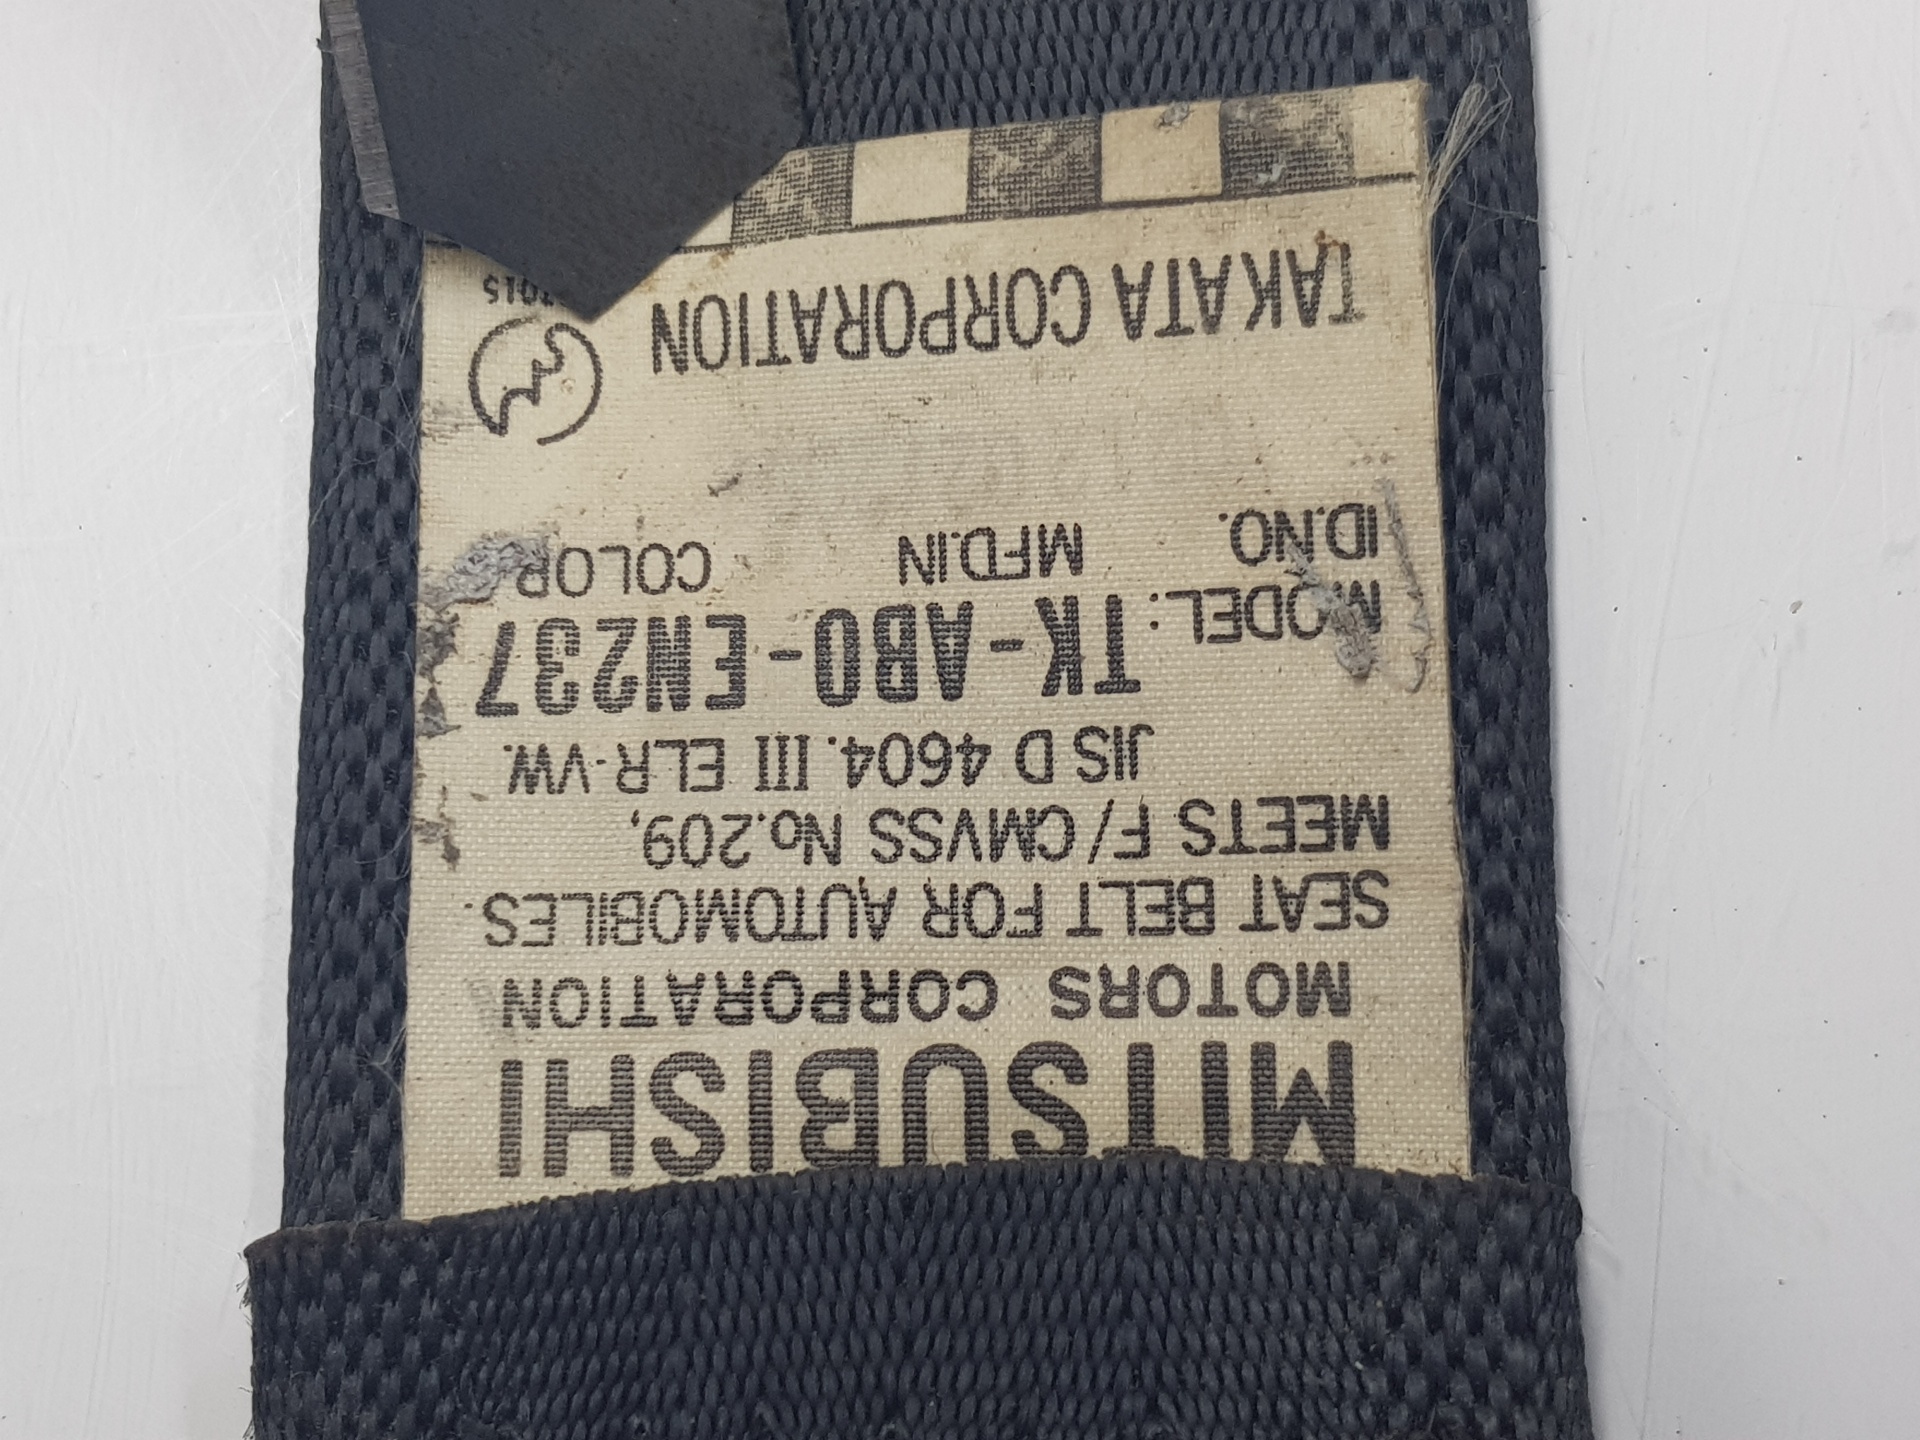 MITSUBISHI
MOTORS CORPORATION
SEAT BELT FOR AUTOMOBILES.
MEETS F/CMVSS No.209,
JIS D 4604. III ELR-VW.
MODEL: TK-AB0-EN237
ID.NO. MFD.IN COLOR
TAKATA CORPORATION